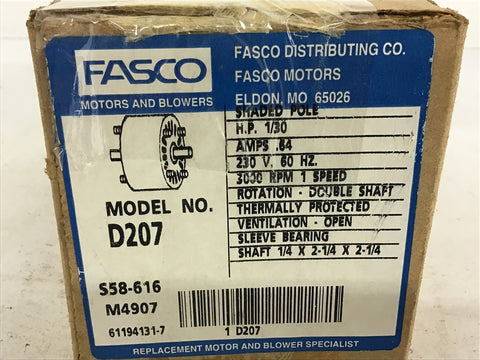 FASCO
MOTORS AND BLOWERS
FASCO DISTRIBUTING CO.
FASCO MOTORS
ELDON, MO 65026
SHADED POLE
H.P. 1/30
AMPS .64
230 V. 60 HZ.
3000 RPM 1 SPEED
ROTATION - DOUBLE SHAFT
THERMALLY PROTECTED
VENTILATION - OPEN
SLEEVE BEARING
SHAFT 1/4 X 2-1/4 X 2-1/4
MODEL NO.
D207
S58-616
M4907
61194131-7
1 D207
REPLACEMENT MOTOR AND BLOWER SPECIALIST